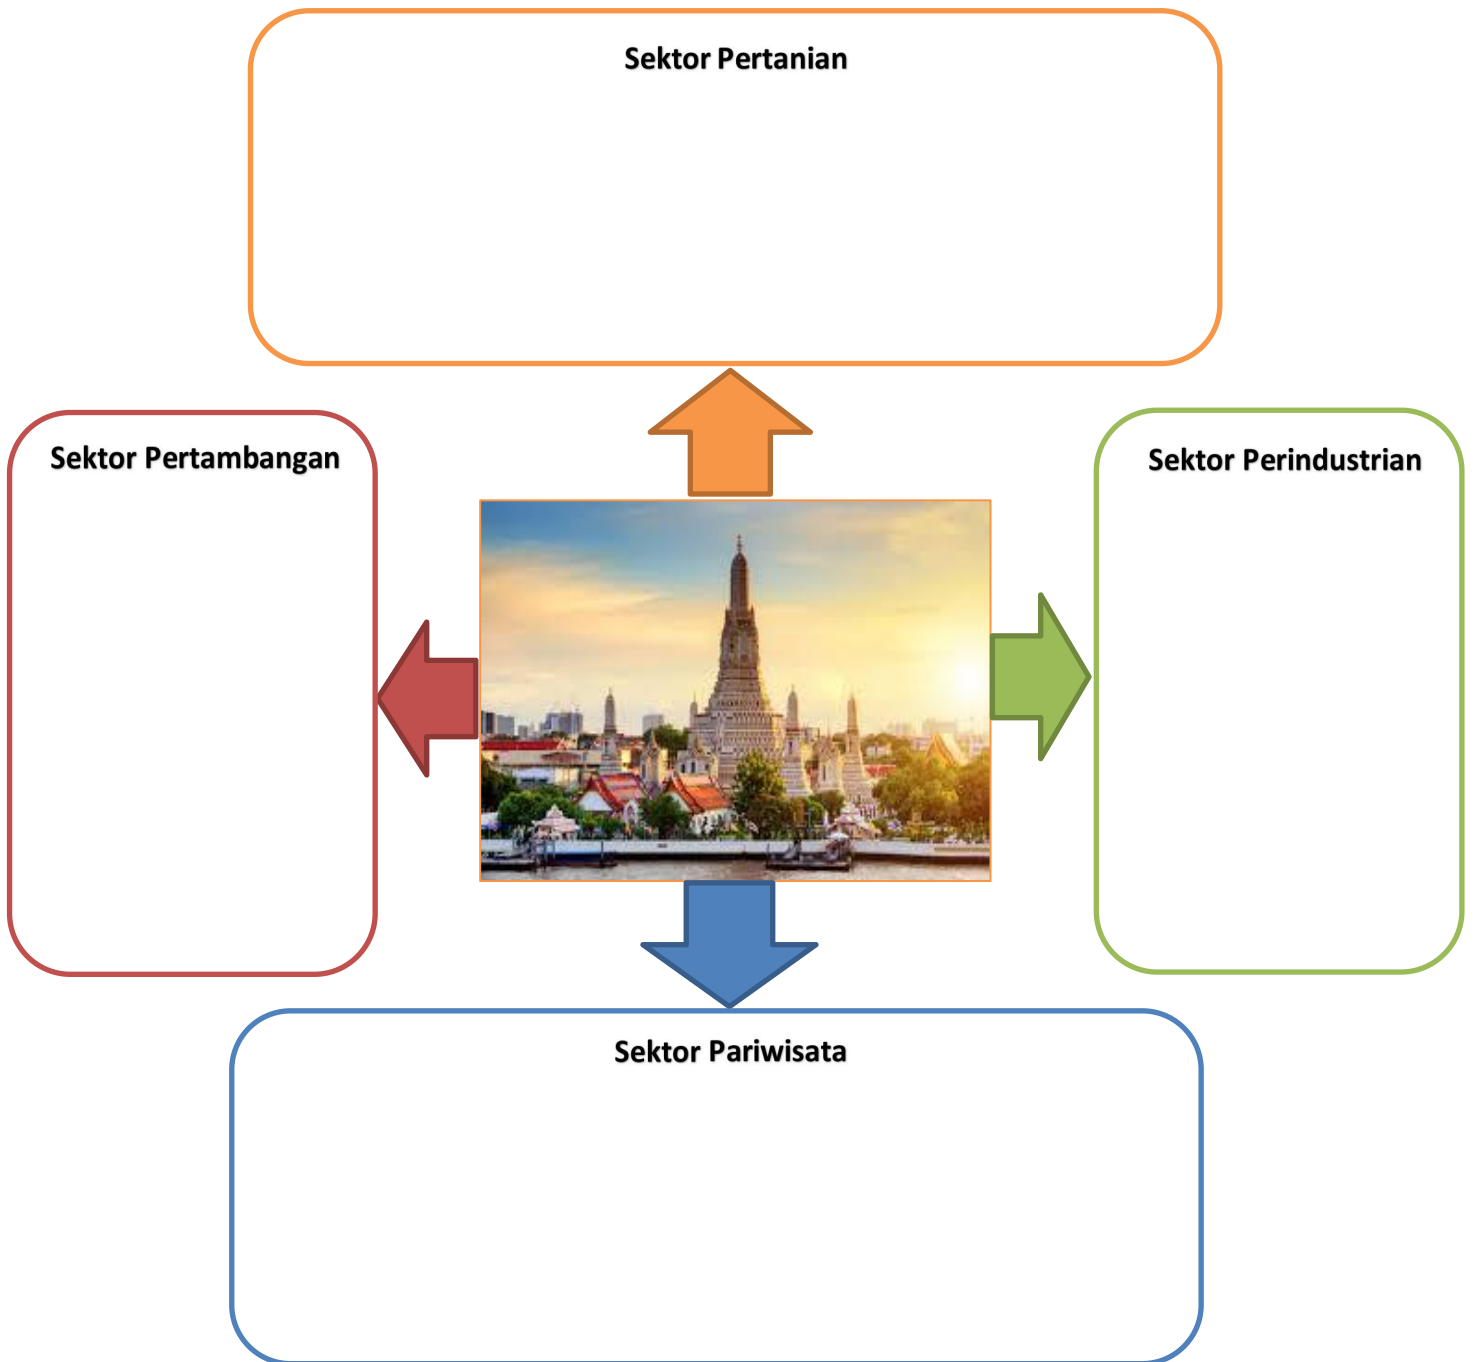 Sektor Pertanian
Sektor Pertambangan
Sektor Perindustrian
Sektor Pariwisata